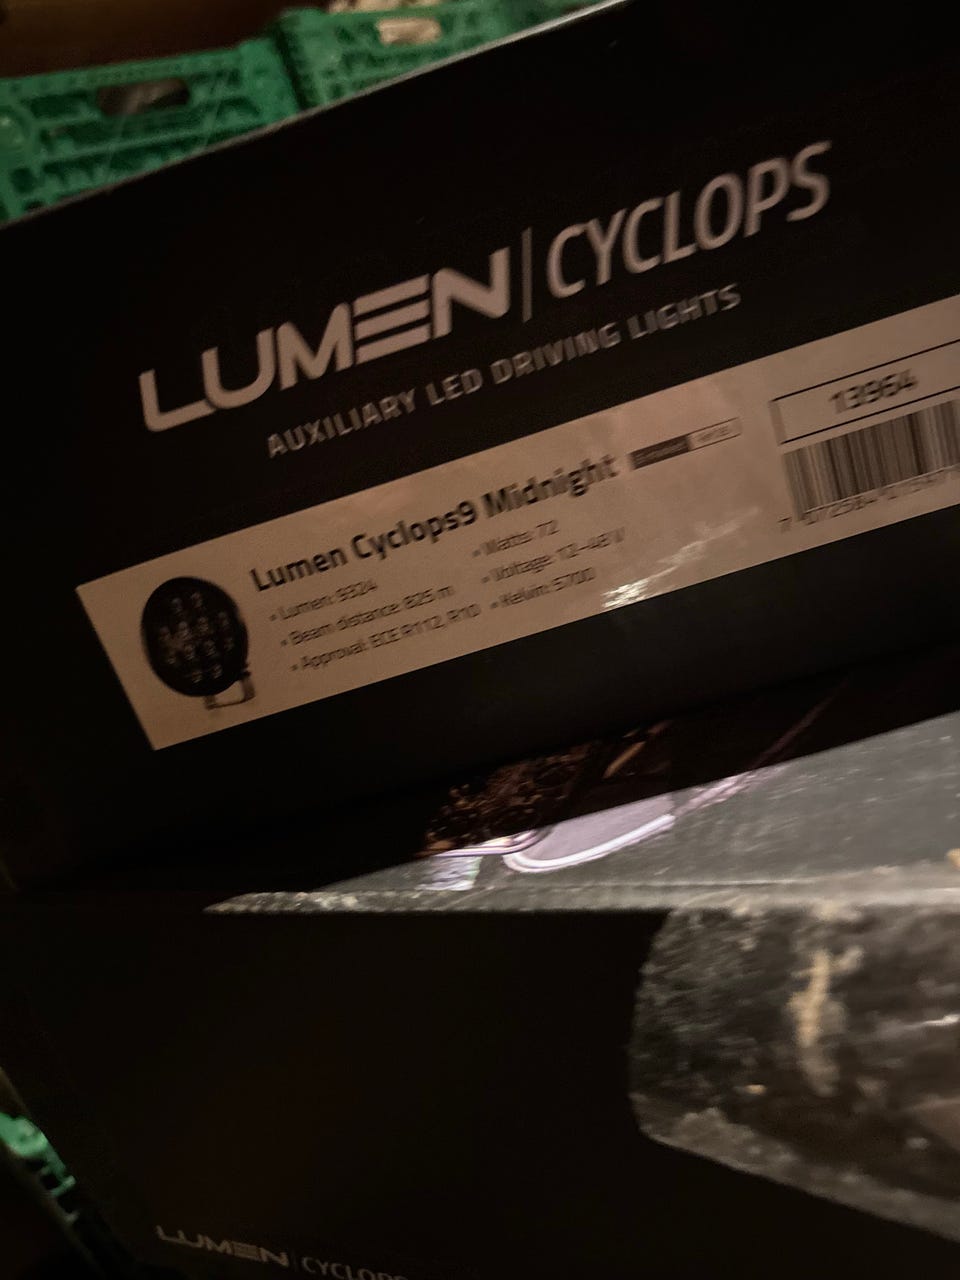 LUMEN | CYCLOPS
AUXILIARY LED DRIVING LIGHTS
Lumen Cyclops9 Midnight
• Lumen: 9324
• Beam distance: 825 m
• Approval: ECE R112, R10
• Watts: 72
• Voltage: 12-48 V
• Kelvin: 5700
13964
LUMEN | CYCLOPS